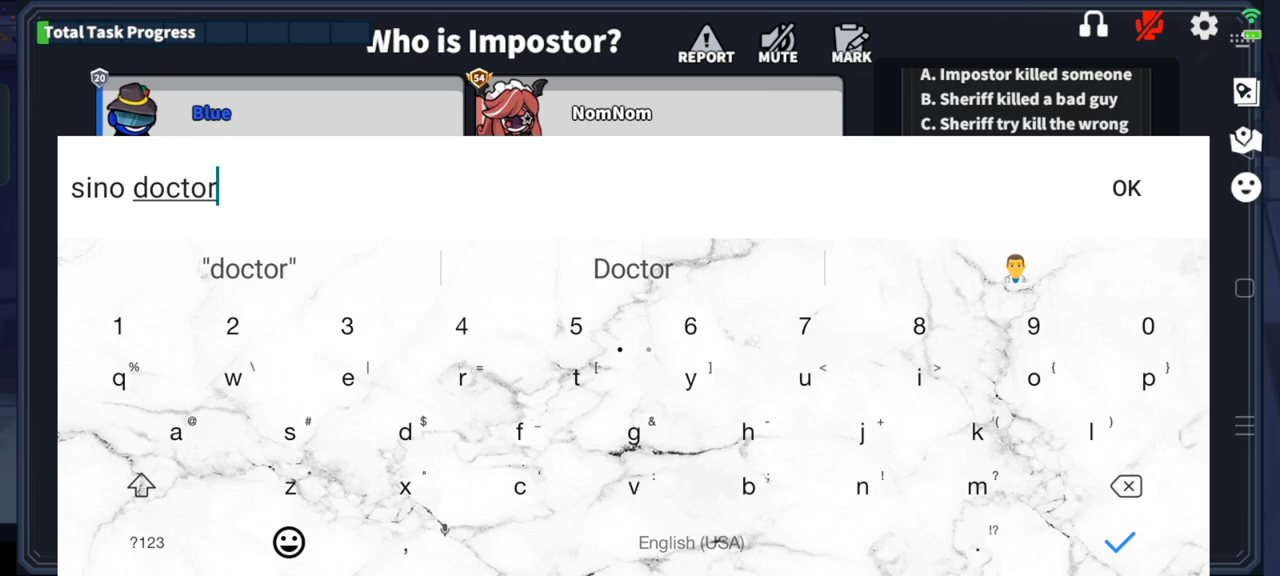 Total Task Progress
Who is Impostor?
REPORT
MUTE
MARK
20
Blue
54
NomNom
A. Impostor killed someone
B. Sheriff killed a bad guy
C. Sheriff try kill the wrong
sino doctor
OK
"doctor"
Doctor
1 2 3 4 5 6 7 8 9 0
q % w \ e | r = t [ y ] u < i > o { p }
a @ s # d $ f _ g & h - j + k ( l )
z x " c ' v : b ; n ! m ?
?123 , English (USA) . !?